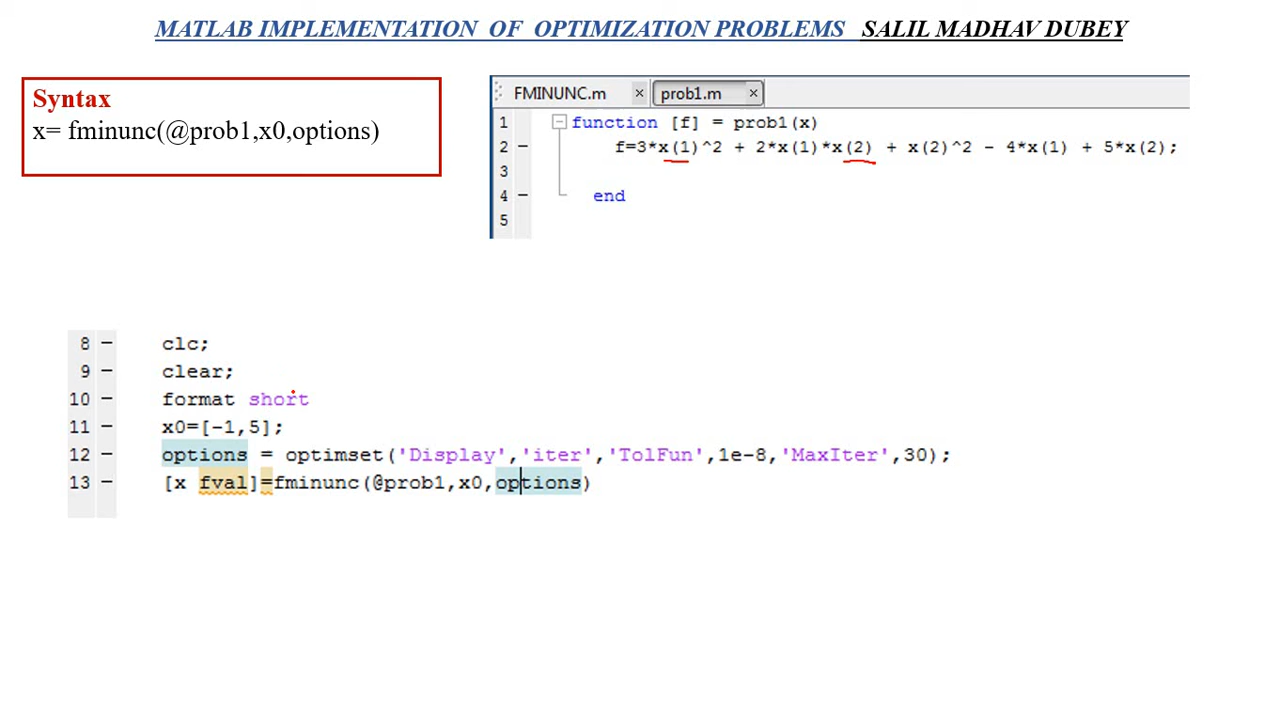 MATLAB IMPLEMENTATION OF OPTIMIZATION PROBLEMS SALIL MADHAV DUBEY
Syntax
x= fminunc(@prob1,x0,options)
FMINUNC.m × prob1.m ×
1 function [f] = prob1(x)
2 – f=3*x(1)^2 + 2*x(1)*x(2) + x(2)^2 - 4*x(1) + 5*x(2);
3
4 – end
5
8 – clc;
9 – clear;
10 – format short
11 – x0=[-1,5];
12 – options = optimset('Display','iter','TolFun',1e-8,'MaxIter',30);
13 – [x fval]=fminunc(@prob1,x0,options)